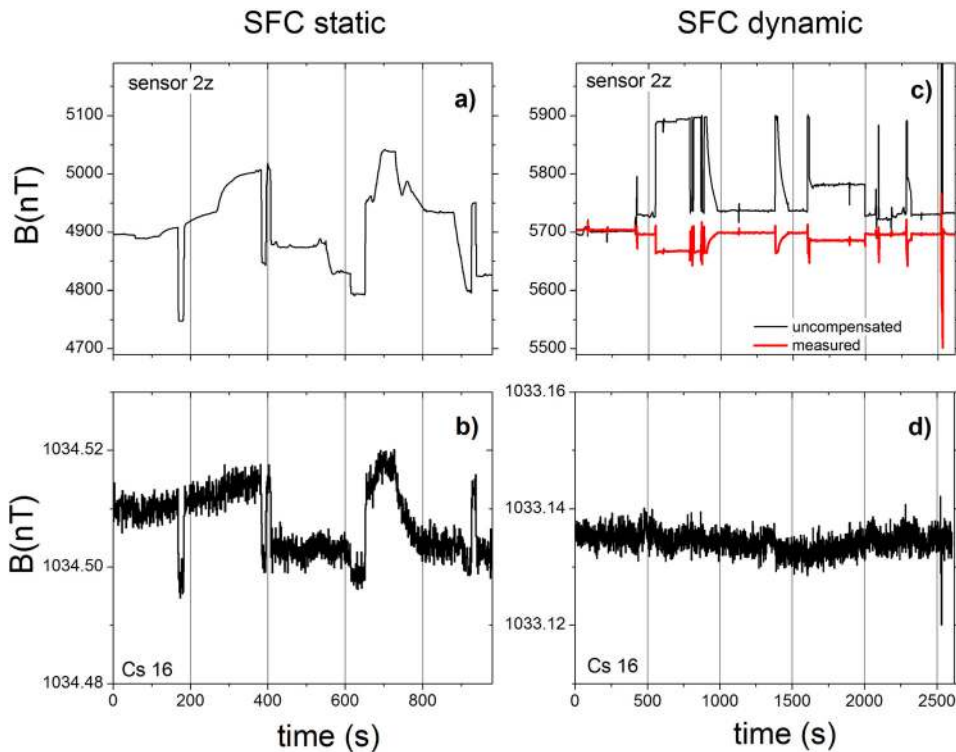 SFC static
SFC dynamic
sensor 2z
a)
5100
5000
4900
4800
4700
B(nT)
sensor 2z
c)
5900
5800
5700
5600
5500
uncompensated
measured
b)
1034.52
1034.50
1034.48
B(nT)
Cs 16
0 200 400 600 800
time (s)
d)
1033.16
1033.14
1033.12
Cs 16
0 500 1000 1500 2000 2500
time (s)